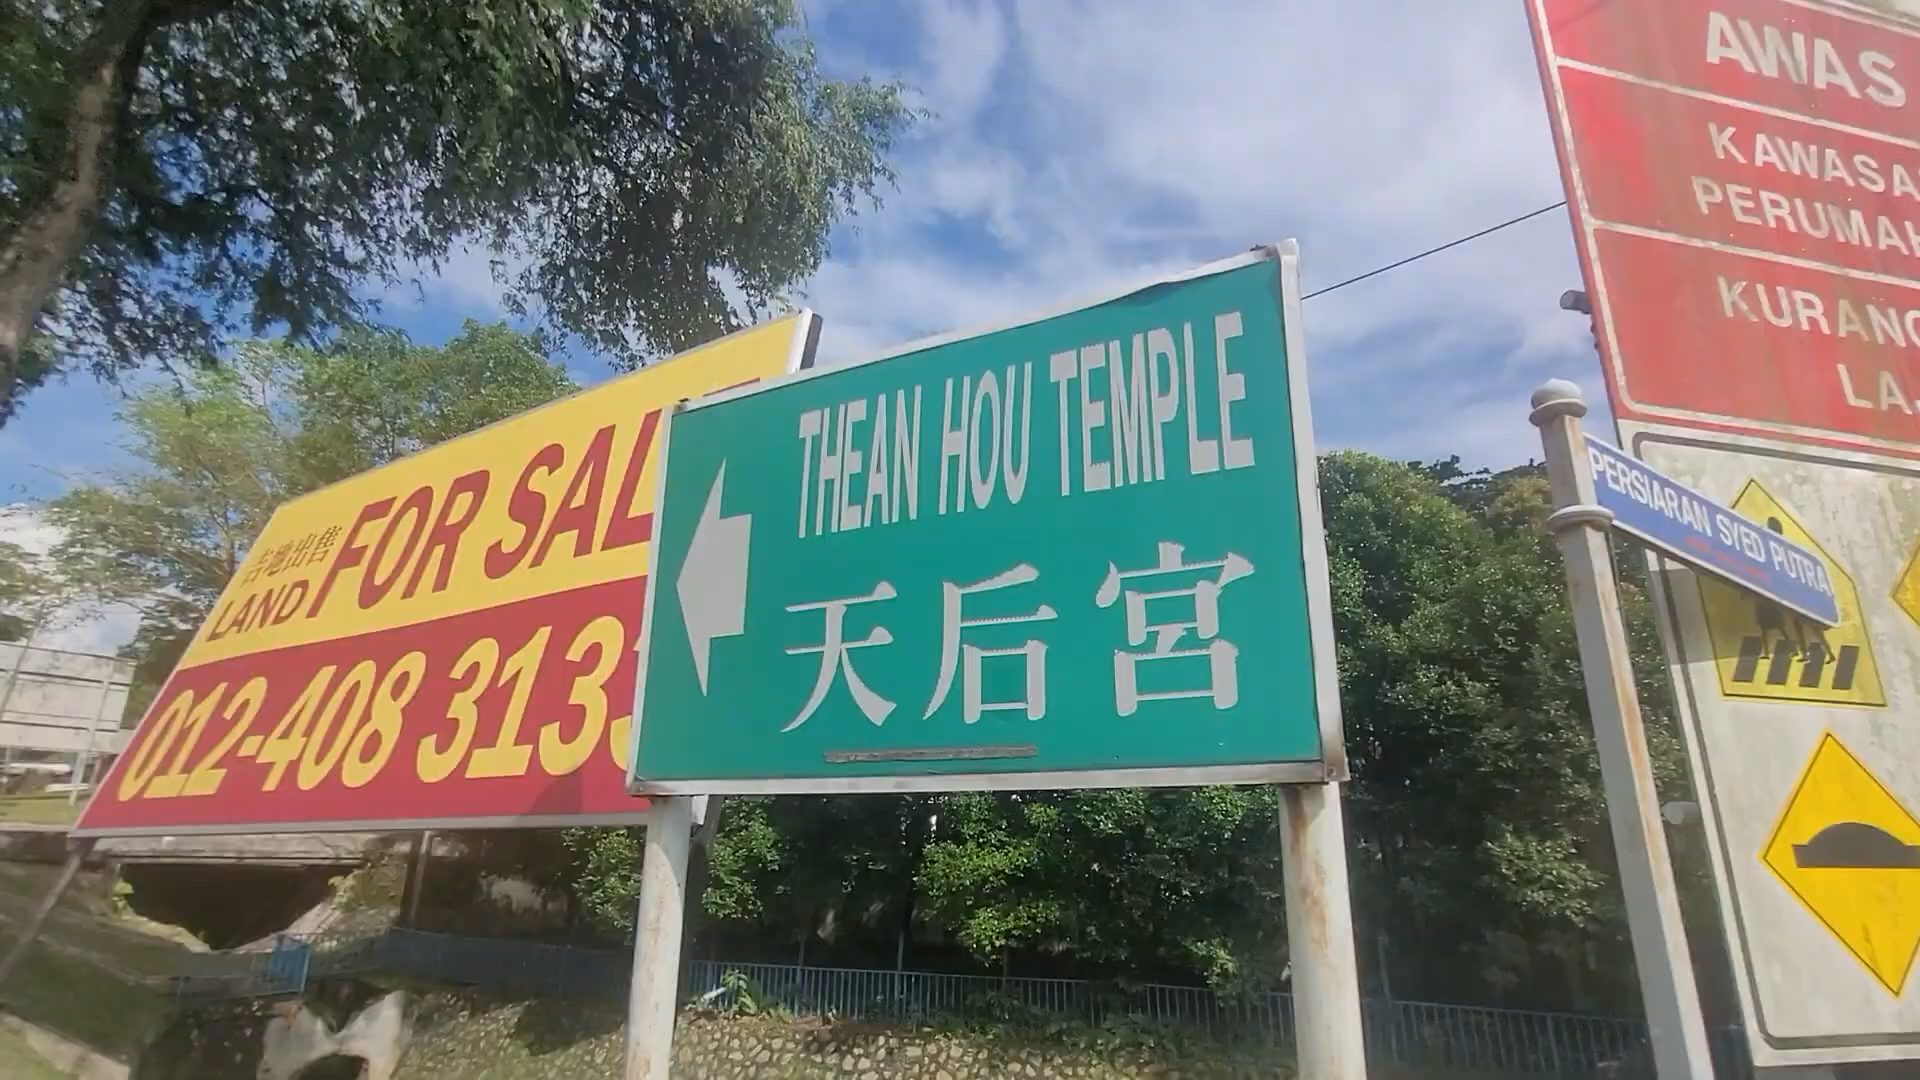 吉地出售
LAND FOR SAL
012-408 313
THEAN HOU TEMPLE
天后宮
AWAS
KAWASA
PERUMAH
KURANG
LA
PERSIARAN SYED PUTRA